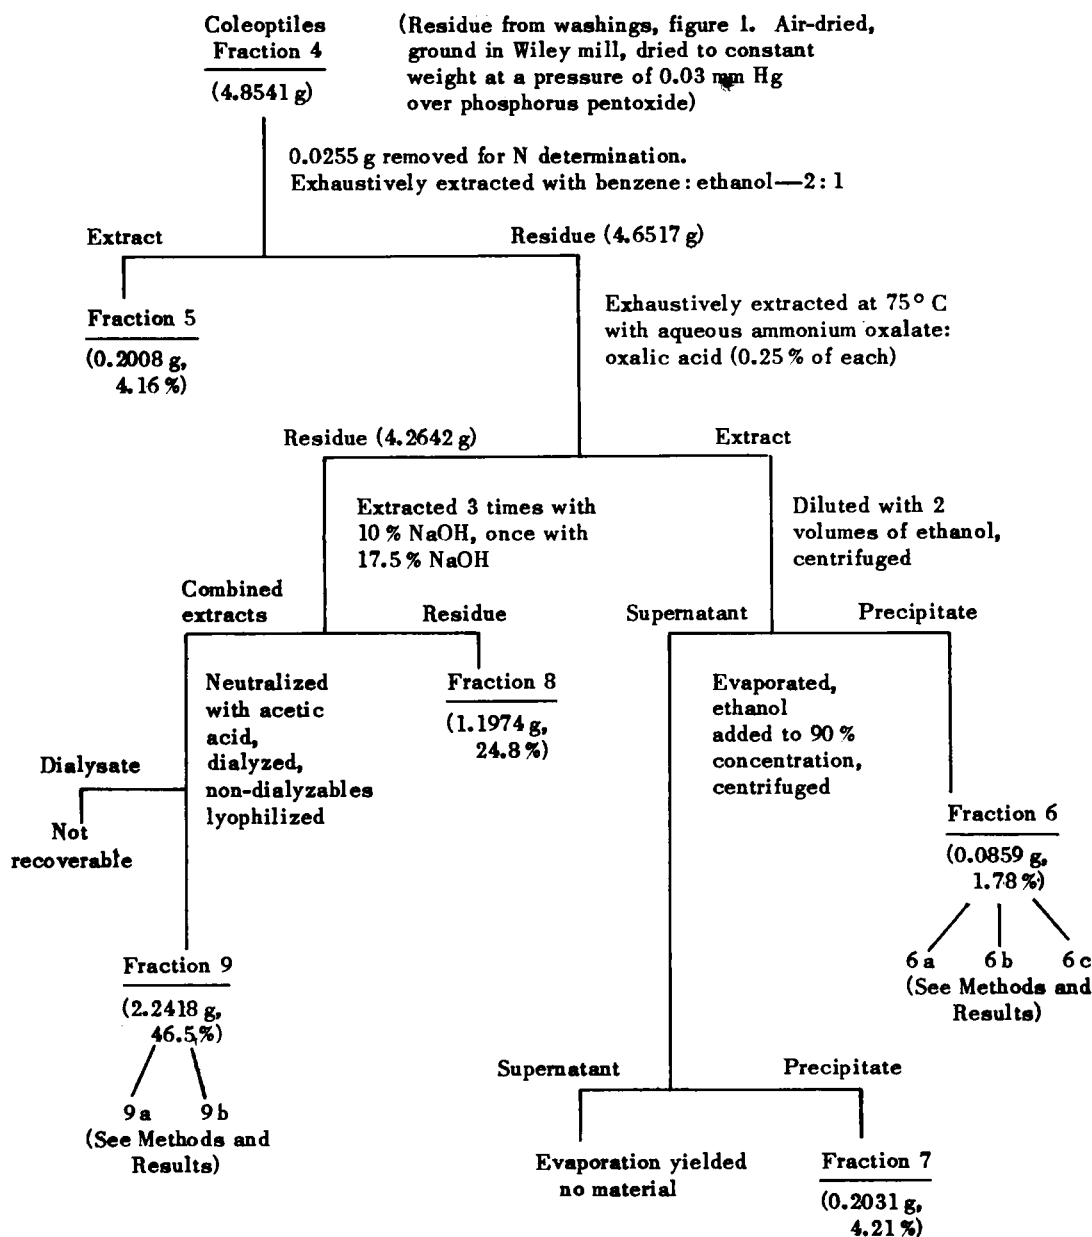 Coleoptiles
Fraction 4
(4.8541 g)
(Residue from washings, figure 1. Air-dried,
ground in Wiley mill, dried to constant
weight at a pressure of 0.03 mm Hg
over phosphorus pentoxide)
0.0255 g removed for N determination.
Exhaustively extracted with benzene : ethanol—2 : 1
Extract
Residue (4.6517 g)
Fraction 5
(0.2008 g,
4.16 %)
Exhaustively extracted at 75° C
with aqueous ammonium oxalate:
oxalic acid (0.25 % of each)
Residue (4.2642 g)
Extract
Extracted 3 times with
10 % NaOH, once with
17.5 % NaOH
Diluted with 2
volumes of ethanol,
centrifuged
Combined
extracts
Residue
Supernatant
Precipitate
Neutralized
with acetic
acid,
dialyzed,
non-dialyzables
lyophilized
Fraction 8
(1.1974 g,
24.8 %)
Evaporated,
ethanol
added to 90 %
concentration,
centrifuged
Dialysate
Not
recoverable
Fraction 6
(0.0859 g,
1.78 %)
6 a 6 b 6 c
(See Methods and
Results)
Fraction 9
(2.2418 g,
46.5 %)
9 a 9 b
(See Methods and
Results)
Supernatant
Precipitate
Evaporation yielded
no material
Fraction 7
(0.2031 g,
4.21 %)